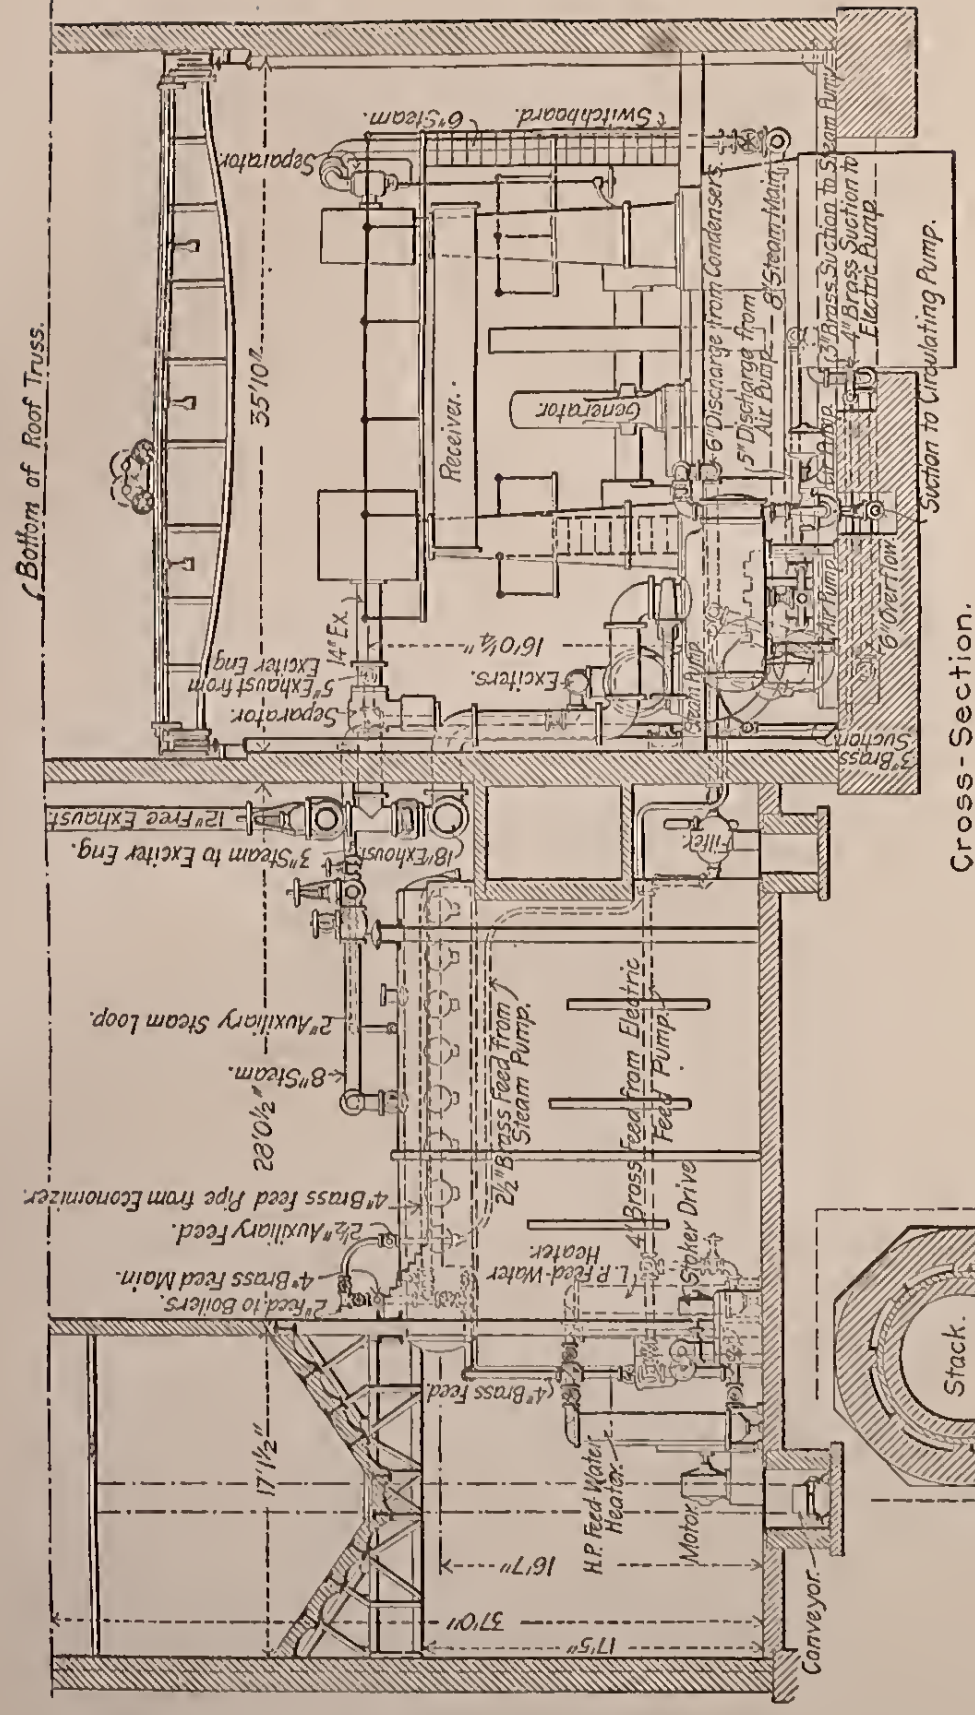 Bottom of Roof Truss.
35'10"
Separator.
6" Steam.
Switchboard.
Receiver.
Generator.
6" Discharge from Condensers.
5" Discharge from
Air Pump.
8" Steam Main.
3" Brass Suction to Steam Pump
4" Brass Suction to
Electric Pump.
Suction to Circulating Pump.
14" Ex.
5" Exhaust from
Exciter Eng
Separator.
16'0¼"
Exciters.
Steam Pump
Air Pump.
Air Pump.
6" Overflow.
3" Brass
Suction
12" Free Exhaust
3" Steam to Exciter Eng.
18" Exhaust.
Filter.
2" Auxiliary Steam Loop.
8" Steam.
28'0½"
2½" Brass Feed from
Steam Pump.
4" Brass Feed from Electric
Feed Pump.
4" Brass Feed Pipe from Economizer.
2½" Auxiliary Feed.
4" Brass Feed Main.
2" Feed to Boilers.
L.P. Feed-Water
Heater.
Stoker Drive
4" Brass Feed.
H.P. Feed Water
Heater.
Motor
17'1½"
16'7"
37'0"
17'5"
Conveyor.
Stack.
Cross-Section.